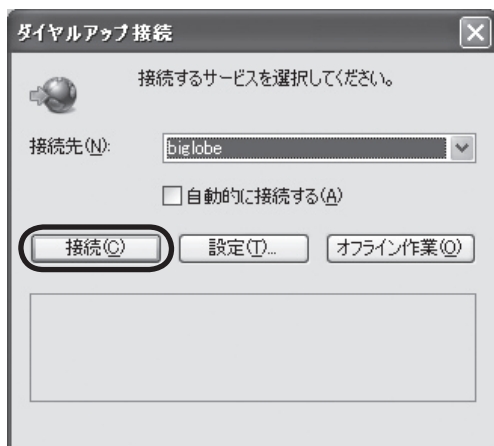 ダイヤルアップ接続
接続するサービスを選択してください。
接続先(N):
biglobe
自動的に接続する(A)
接続(C)
設定(T)...
オフライン作業(O)